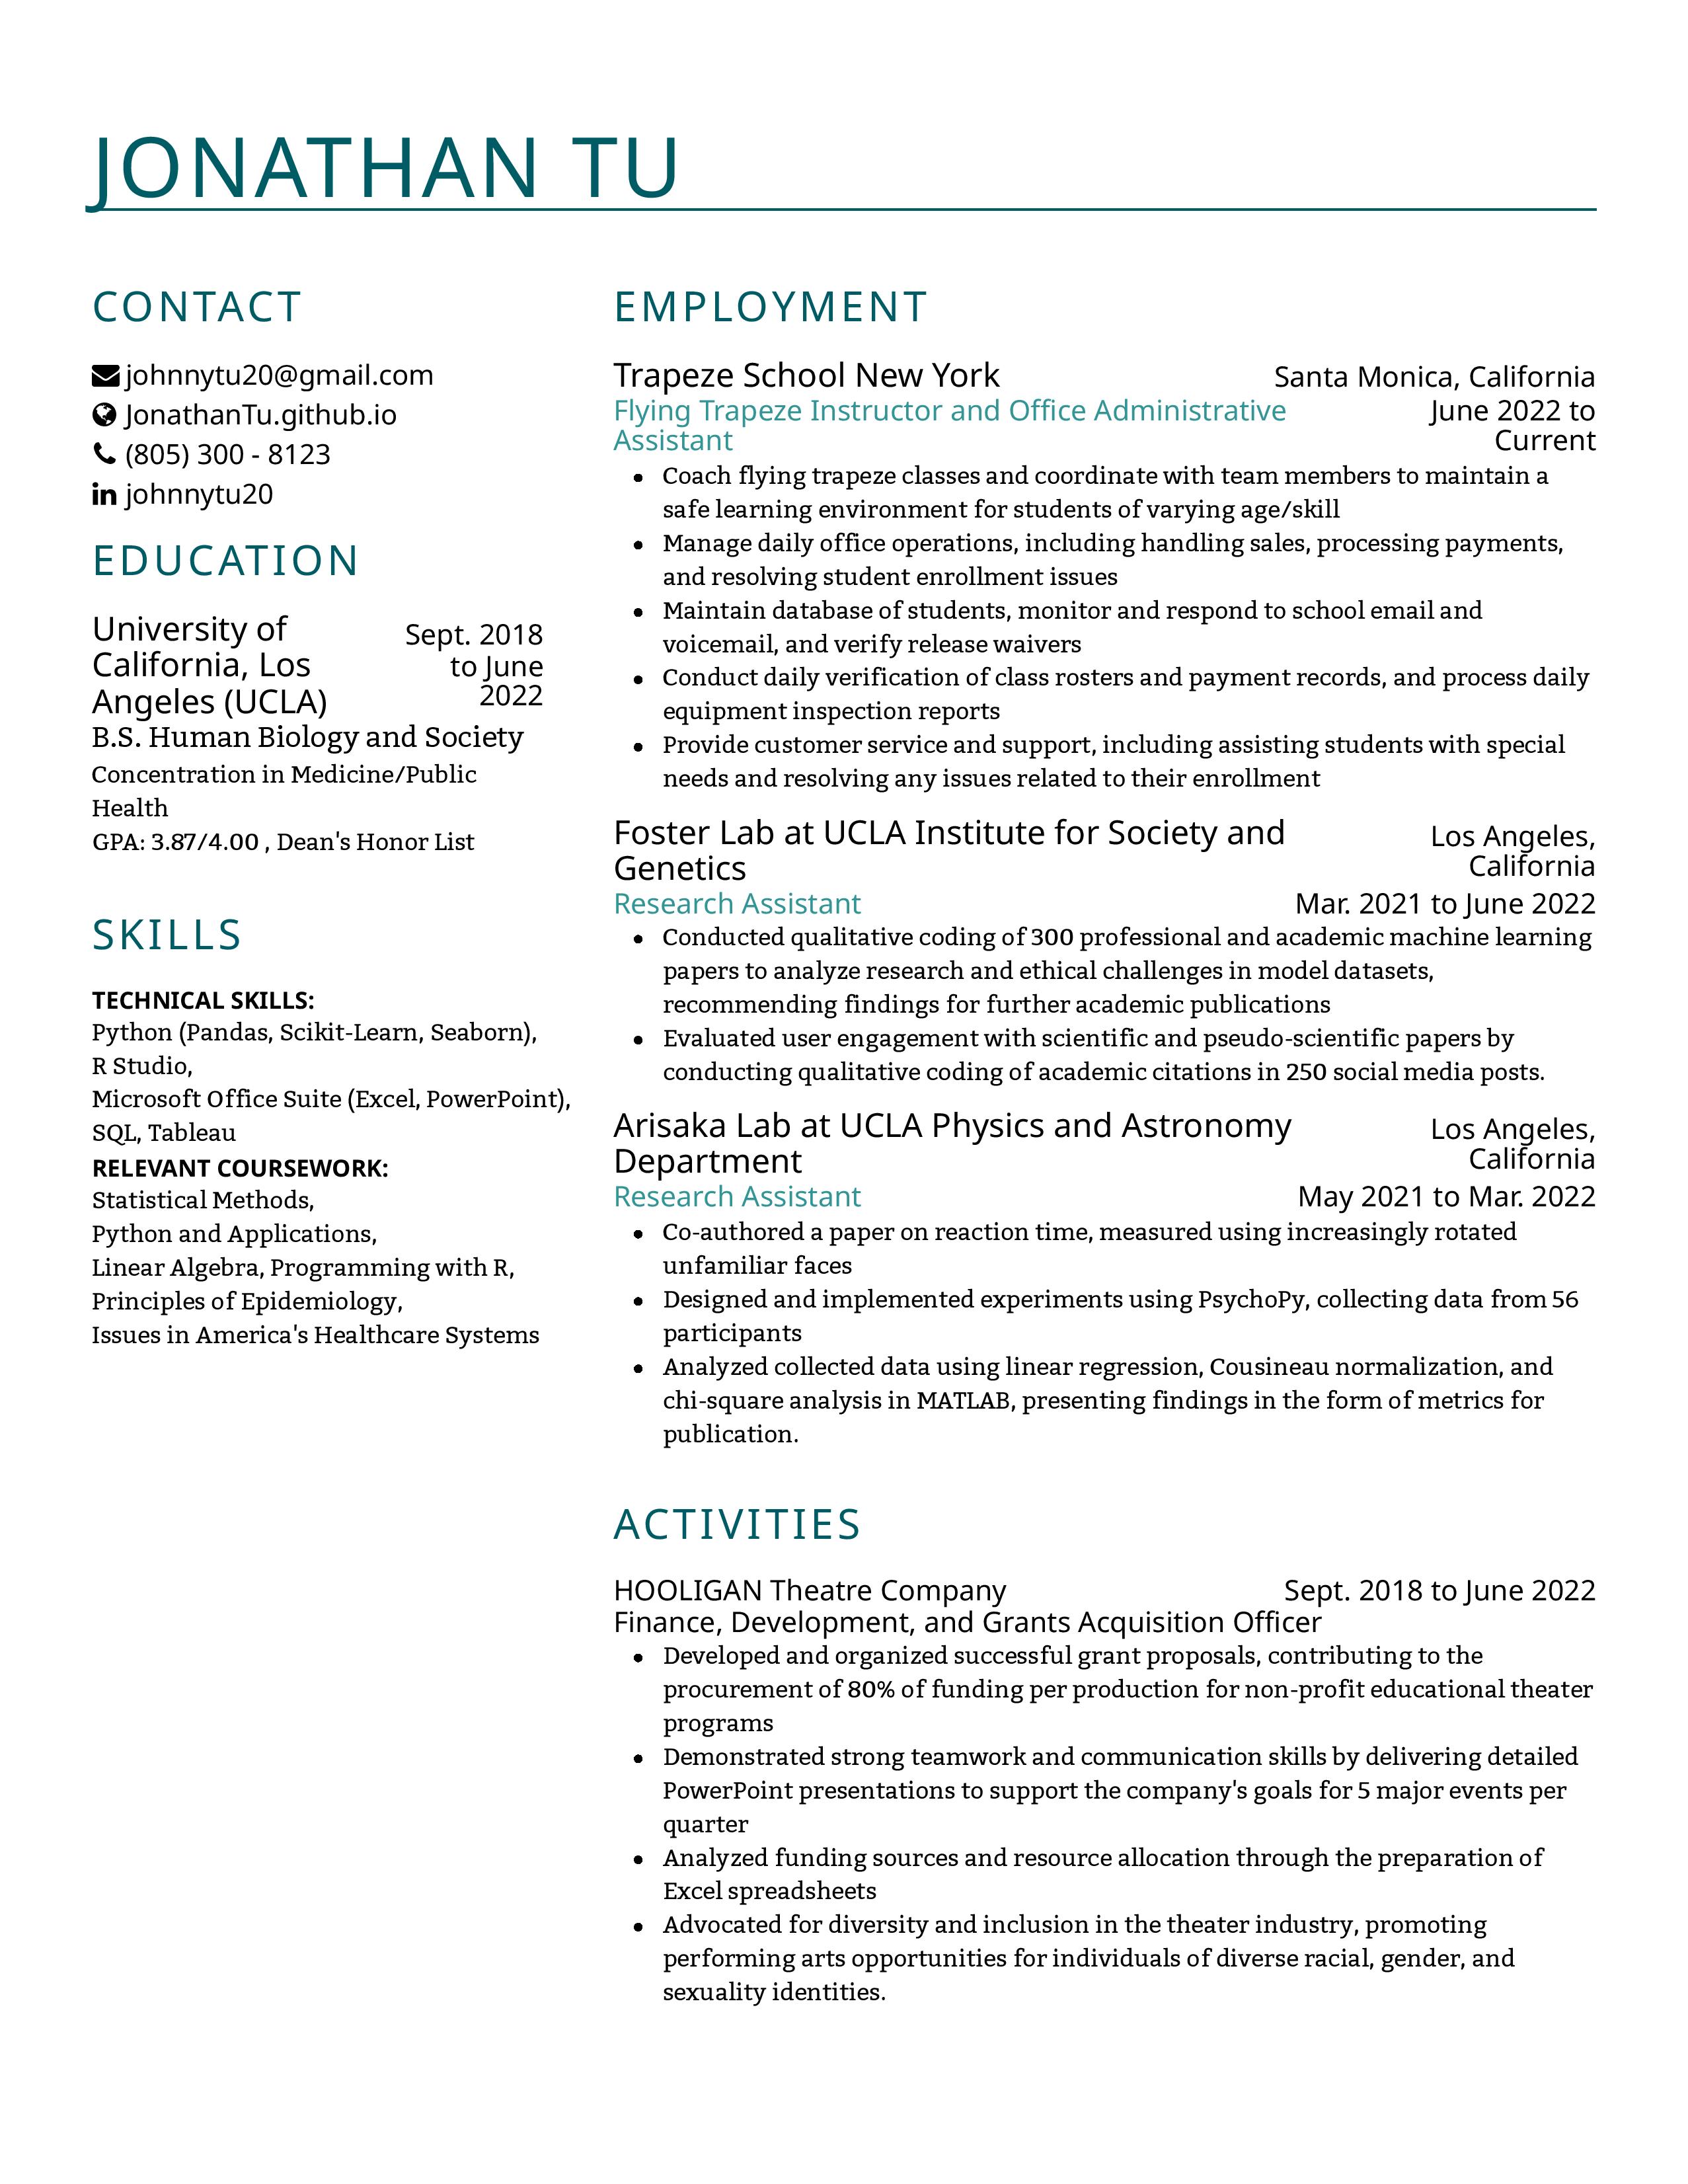 JONATHAN TU
CONTACT
johnnytu20@gmail.com
JonathanTu.github.io
(805) 300 - 8123
in johnnytu20
EDUCATION
University of California, Los Angeles (UCLA)
Sept. 2018 to June 2022
B.S. Human Biology and Society
Concentration in Medicine/Public
Health
GPA: 3.87/4.00 , Dean's Honor List
SKILLS
TECHNICAL SKILLS:
Python (Pandas, Scikit-Learn, Seaborn),
R Studio,
Microsoft Office Suite (Excel, PowerPoint),
SQL, Tableau
RELEVANT COURSEWORK:
Statistical Methods,
Python and Applications,
Linear Algebra, Programming with R,
Principles of Epidemiology,
Issues in America's Healthcare Systems
EMPLOYMENT
Trapeze School New York
Santa Monica, California
Flying Trapeze Instructor and Office Administrative
Assistant
June 2022 to
Current
• Coach flying trapeze classes and coordinate with team members to maintain a
safe learning environment for students of varying age/skill
• Manage daily office operations, including handling sales, processing payments,
and resolving student enrollment issues
• Maintain database of students, monitor and respond to school email and
voicemail, and verify release waivers
• Conduct daily verification of class rosters and payment records, and process daily
equipment inspection reports
• Provide customer service and support, including assisting students with special
needs and resolving any issues related to their enrollment
Foster Lab at UCLA Institute for Society and
Genetics
Los Angeles,
California
Research Assistant
Mar. 2021 to June 2022
• Conducted qualitative coding of 300 professional and academic machine learning
papers to analyze research and ethical challenges in model datasets,
recommending findings for further academic publications
• Evaluated user engagement with scientific and pseudo-scientific papers by
conducting qualitative coding of academic citations in 250 social media posts.
Arisaka Lab at UCLA Physics and Astronomy
Department
Los Angeles,
California
Research Assistant
May 2021 to Mar. 2022
• Co-authored a paper on reaction time, measured using increasingly rotated
unfamiliar faces
• Designed and implemented experiments using PsychoPy, collecting data from 56
participants
• Analyzed collected data using linear regression, Cousineau normalization, and
chi-square analysis in MATLAB, presenting findings in the form of metrics for
publication.
ACTIVITIES
HOOLIGAN Theatre Company
Sept. 2018 to June 2022
Finance, Development, and Grants Acquisition Officer
• Developed and organized successful grant proposals, contributing to the
procurement of 80% of funding per production for non-profit educational theater
programs
• Demonstrated strong teamwork and communication skills by delivering detailed
PowerPoint presentations to support the company's goals for 5 major events per
quarter
• Analyzed funding sources and resource allocation through the preparation of
Excel spreadsheets
• Advocated for diversity and inclusion in the theater industry, promoting
performing arts opportunities for individuals of diverse racial, gender, and
sexuality identities.